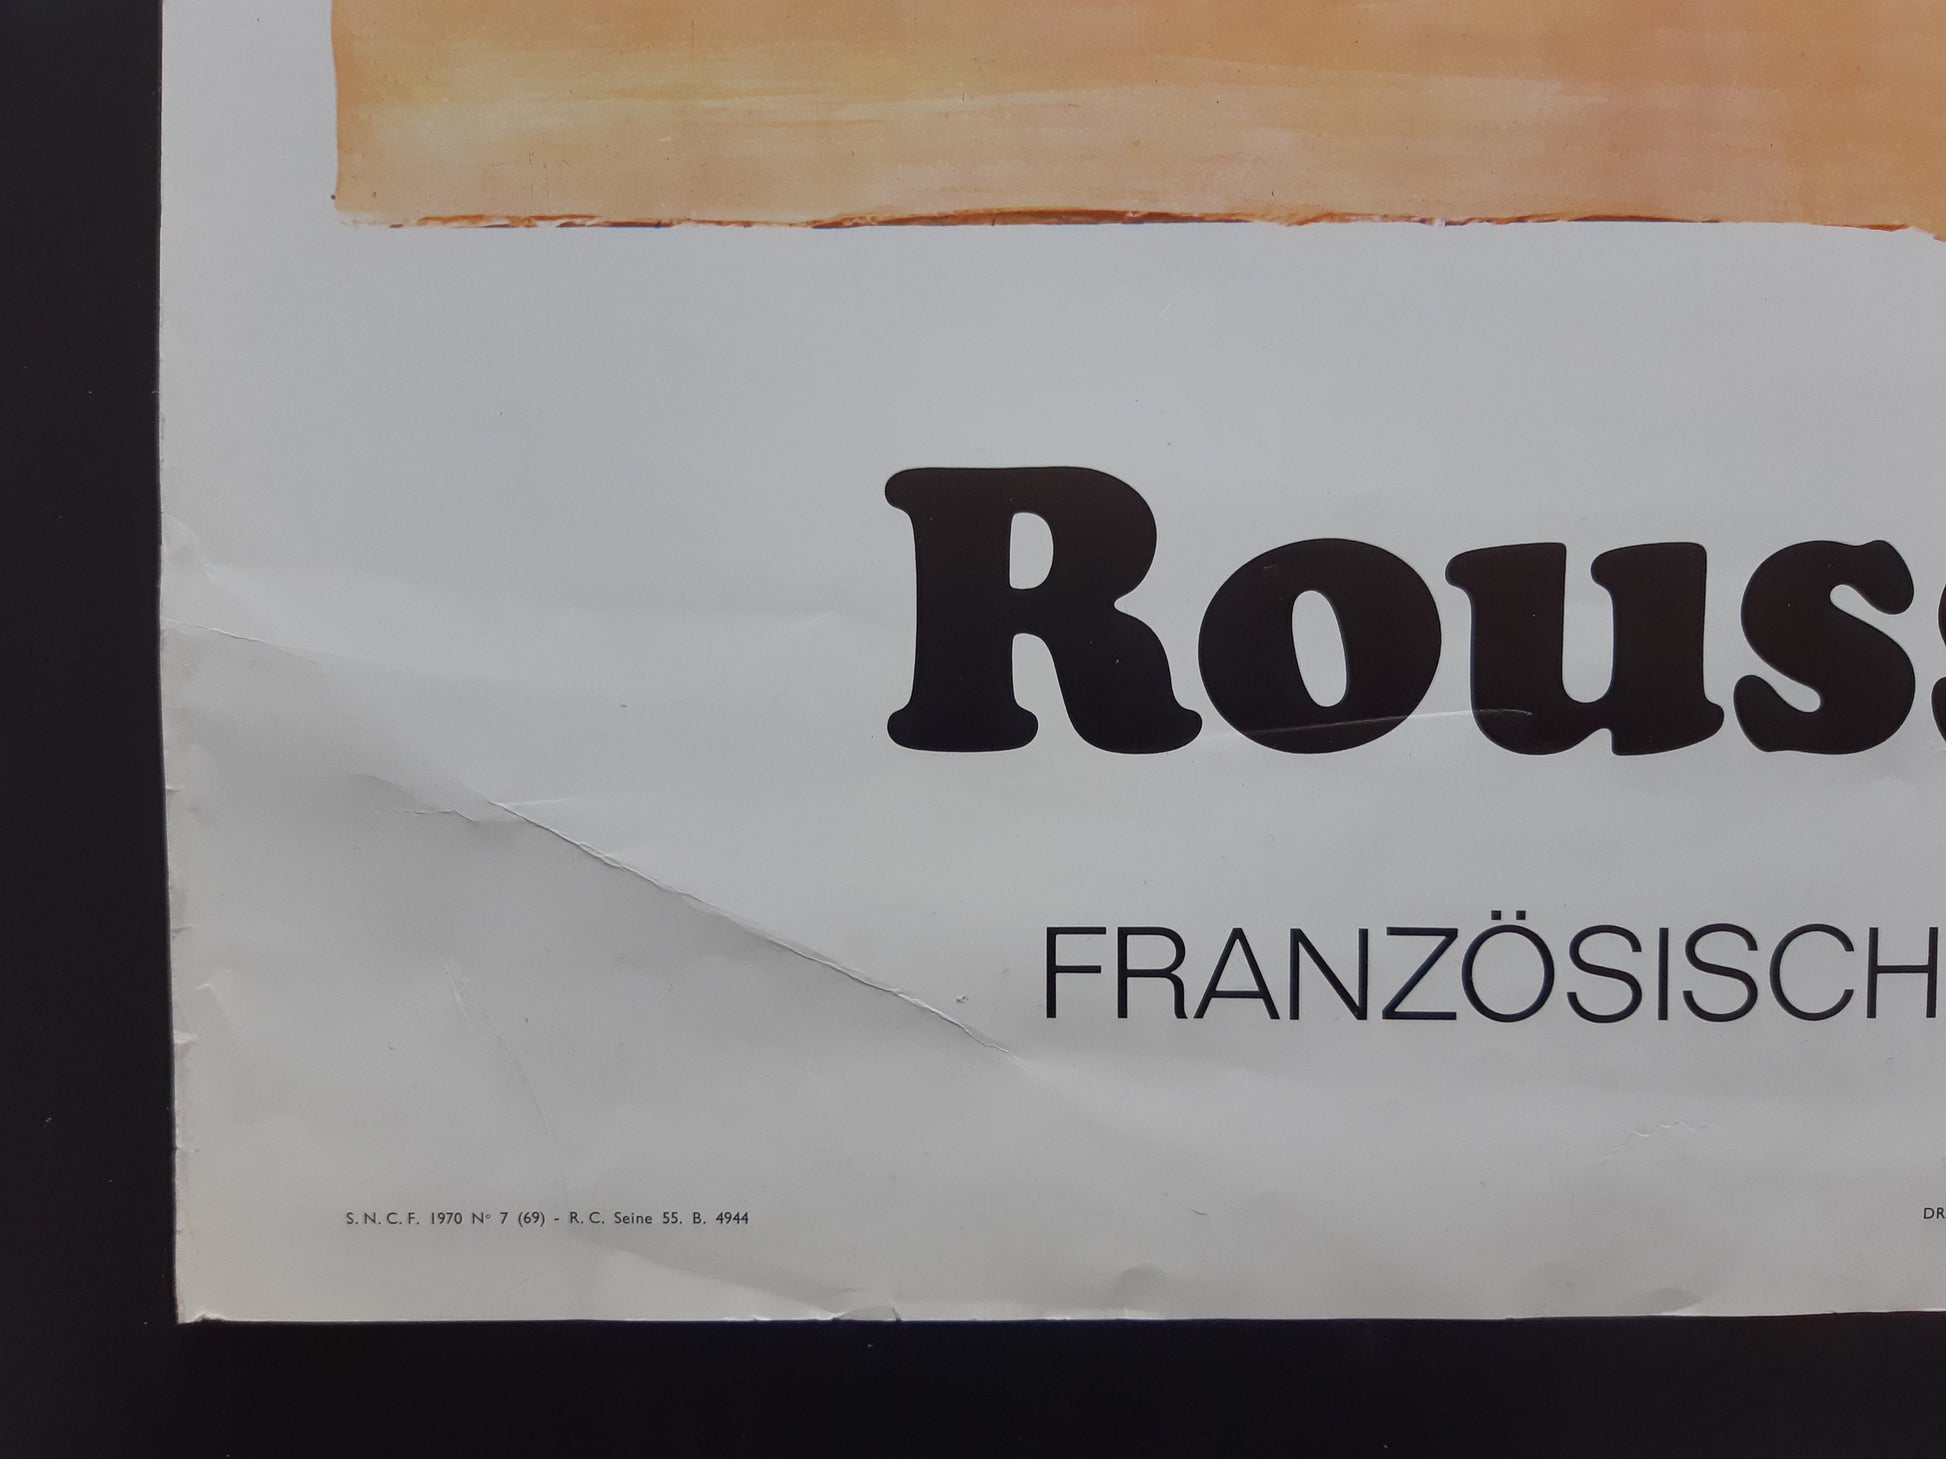 Rouss
FRANZÖSISCH
S.N.C.F. 1970 N° 7 (69) - R.C. Seine 55. B. 4944
DR